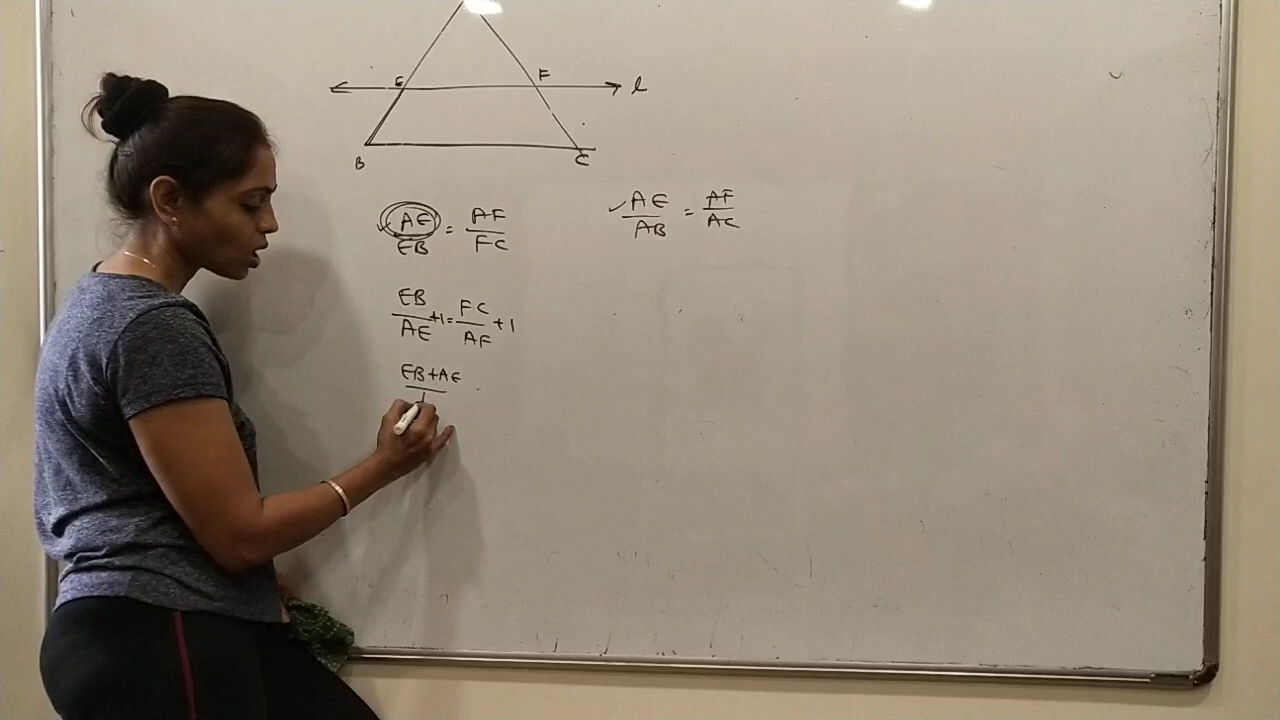 E F l
B C
AE/EB = AF/FC
AE/AB = AF/AC
EB/AE +1 = FC/AF +1
EB+AE